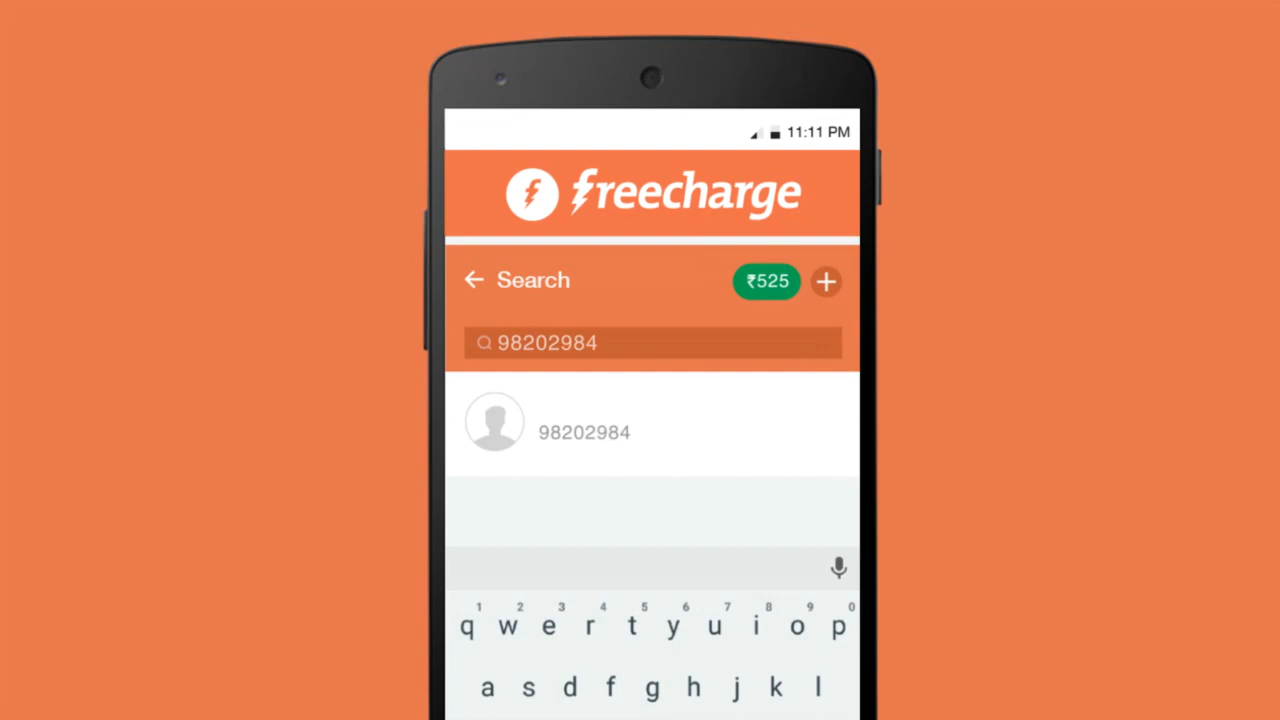 11:11 PM
freecharge
Search ₹525 +
98202984
98202984
1 2 3 4 5 6 7 8 9 0
q w e r t y u i o p
a s d f g h j k l